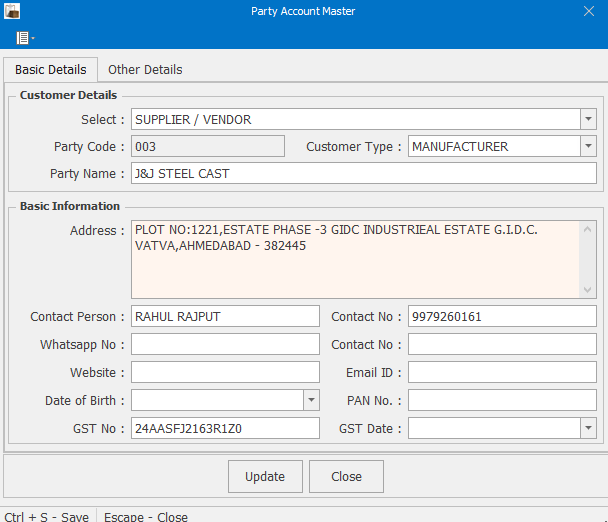 Party Account Master
Basic Details Other Details
Customer Details
Select : SUPPLIER / VENDOR
Party Code : 003 Customer Type : MANUFACTURER
Party Name : J&J STEEL CAST
Basic Information
Address : PLOT NO:1221,ESTATE PHASE -3 GIDC INDUSTRIEAL ESTATE G.I.D.C.
VATVA,AHMEDABAD - 382445
Contact Person : RAHUL RAJPUT Contact No : 9979260161
Whatsapp No : Contact No :
Website : Email ID :
Date of Birth : PAN No. :
GST No : 24AASFJ2163R1Z0 GST Date :
Update Close
Ctrl + S - Save Escape - Close